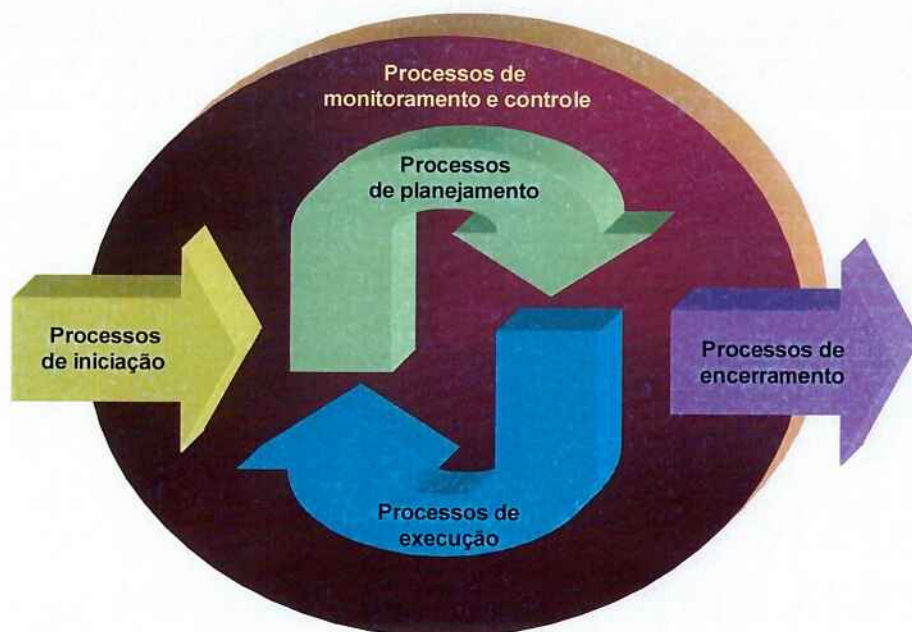 Processos de
monitoramento e controle
Processos
de planejamento
Processos
de iniciação
Processos de
encerramento
Processos de
execução